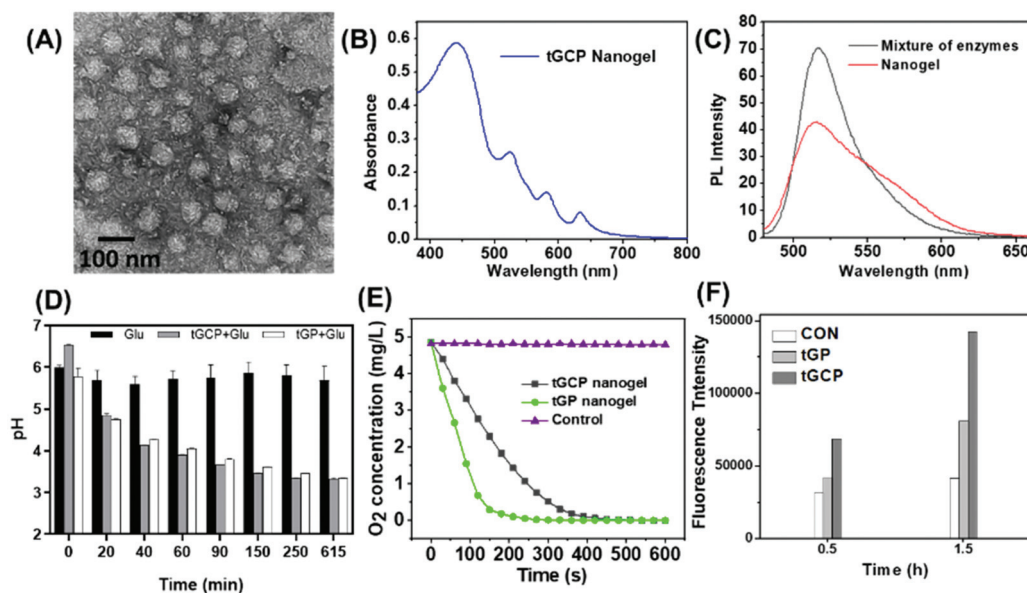 (A)
100 nm
(B)
0.6
0.5
0.4
0.3
0.2
0.1
0.0
Absorbance
tGCP Nanogel
400 500 600 700 800
Wavelength (nm)
(C)
80
70
60
50
40
30
20
10
0
PL Intensity
Mixture of enzymes
Nanogel
500 550 600 650
Wavelength (nm)
(D)
7
6
5
4
3
2
pH
Glu tGCP+Glu tGP+Glu
0 20 40 60 90 150 250 615
Time (min)
(E)
6
5
4
3
2
1
0
O2 concentration (mg/L)
tGCP nanogel
tGP nanogel
Control
0 100 200 300 400 500 600
Time (s)
(F)
150000
100000
50000
0
Fluorescence Tntensity
CON
tGP
tGCP
0.5 1.5
Time (h)